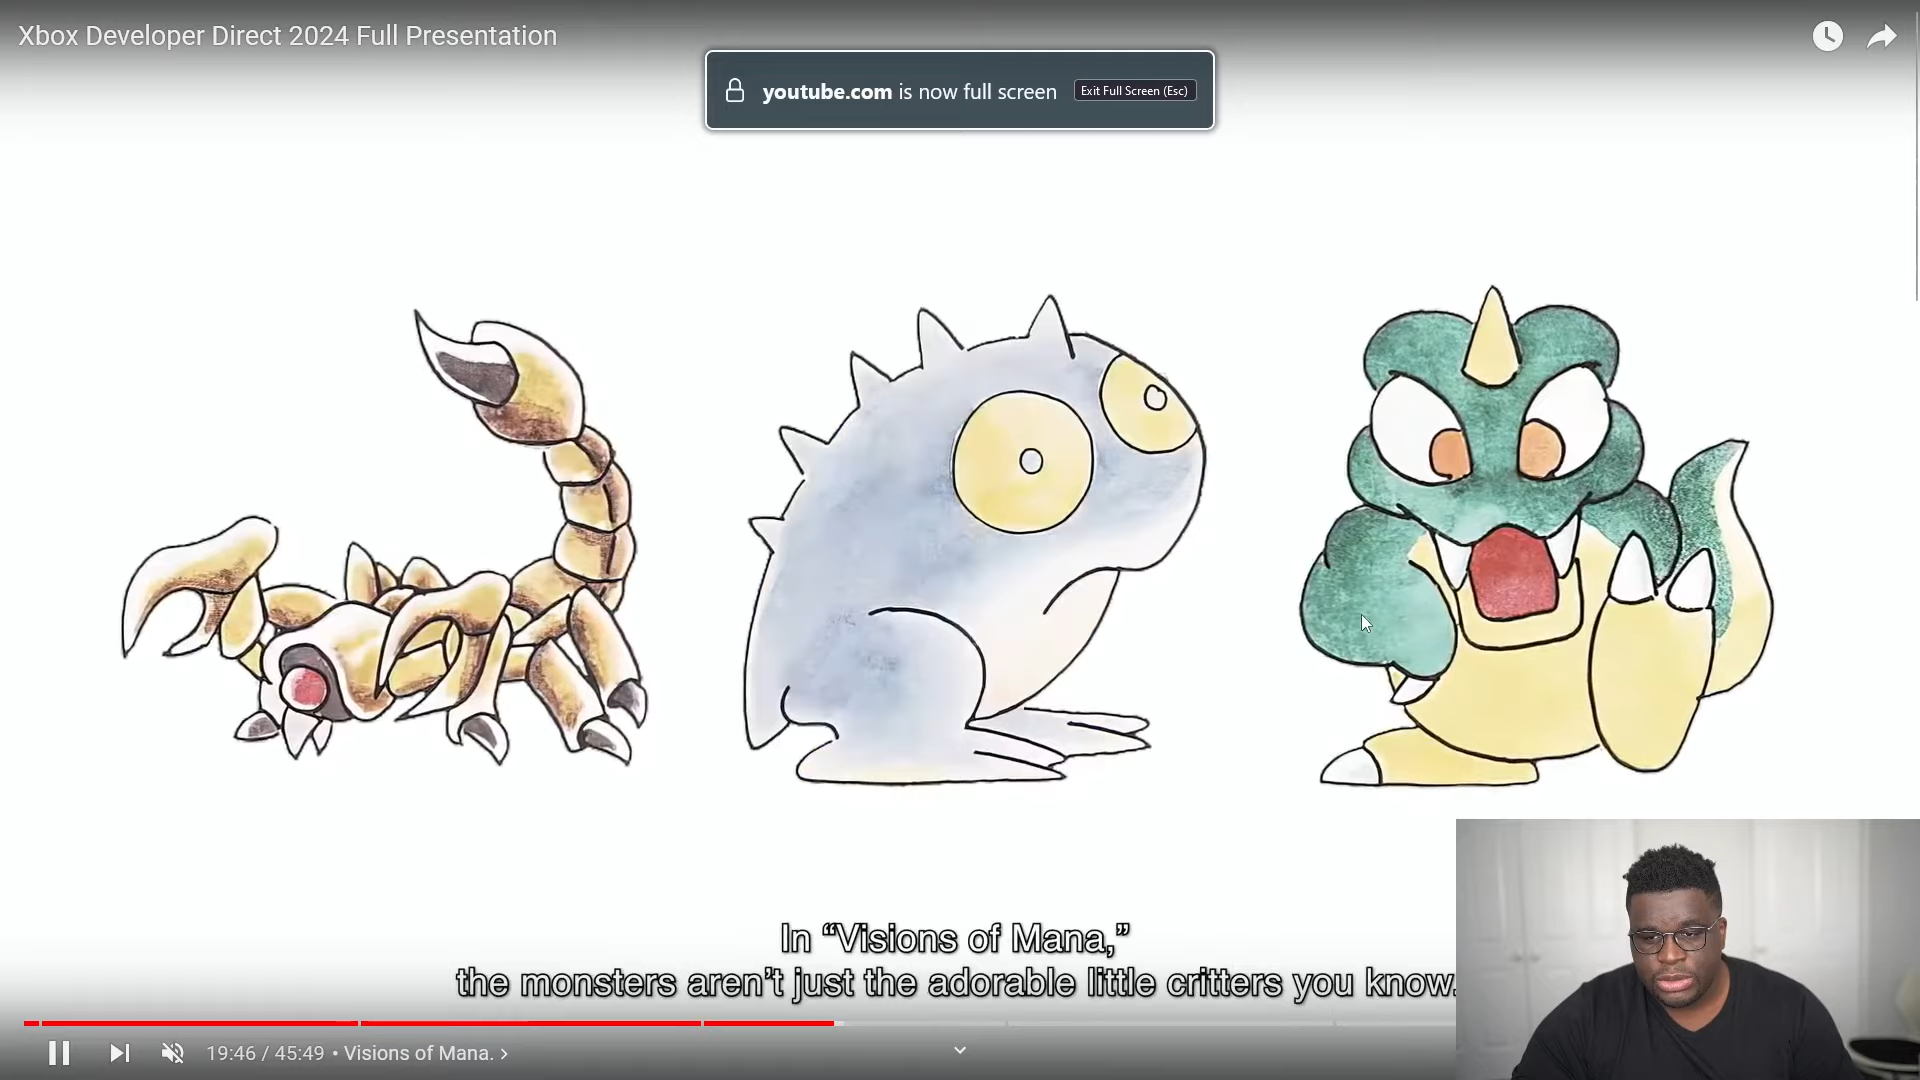 Xbox Developer Direct 2024 Full Presentation
youtube.com is now full screen Exit Full Screen (Esc)
In “Visions of Mana,”
the monsters aren’t just the adorable little critters you know.
19:46 / 45:49 • Visions of Mana. >